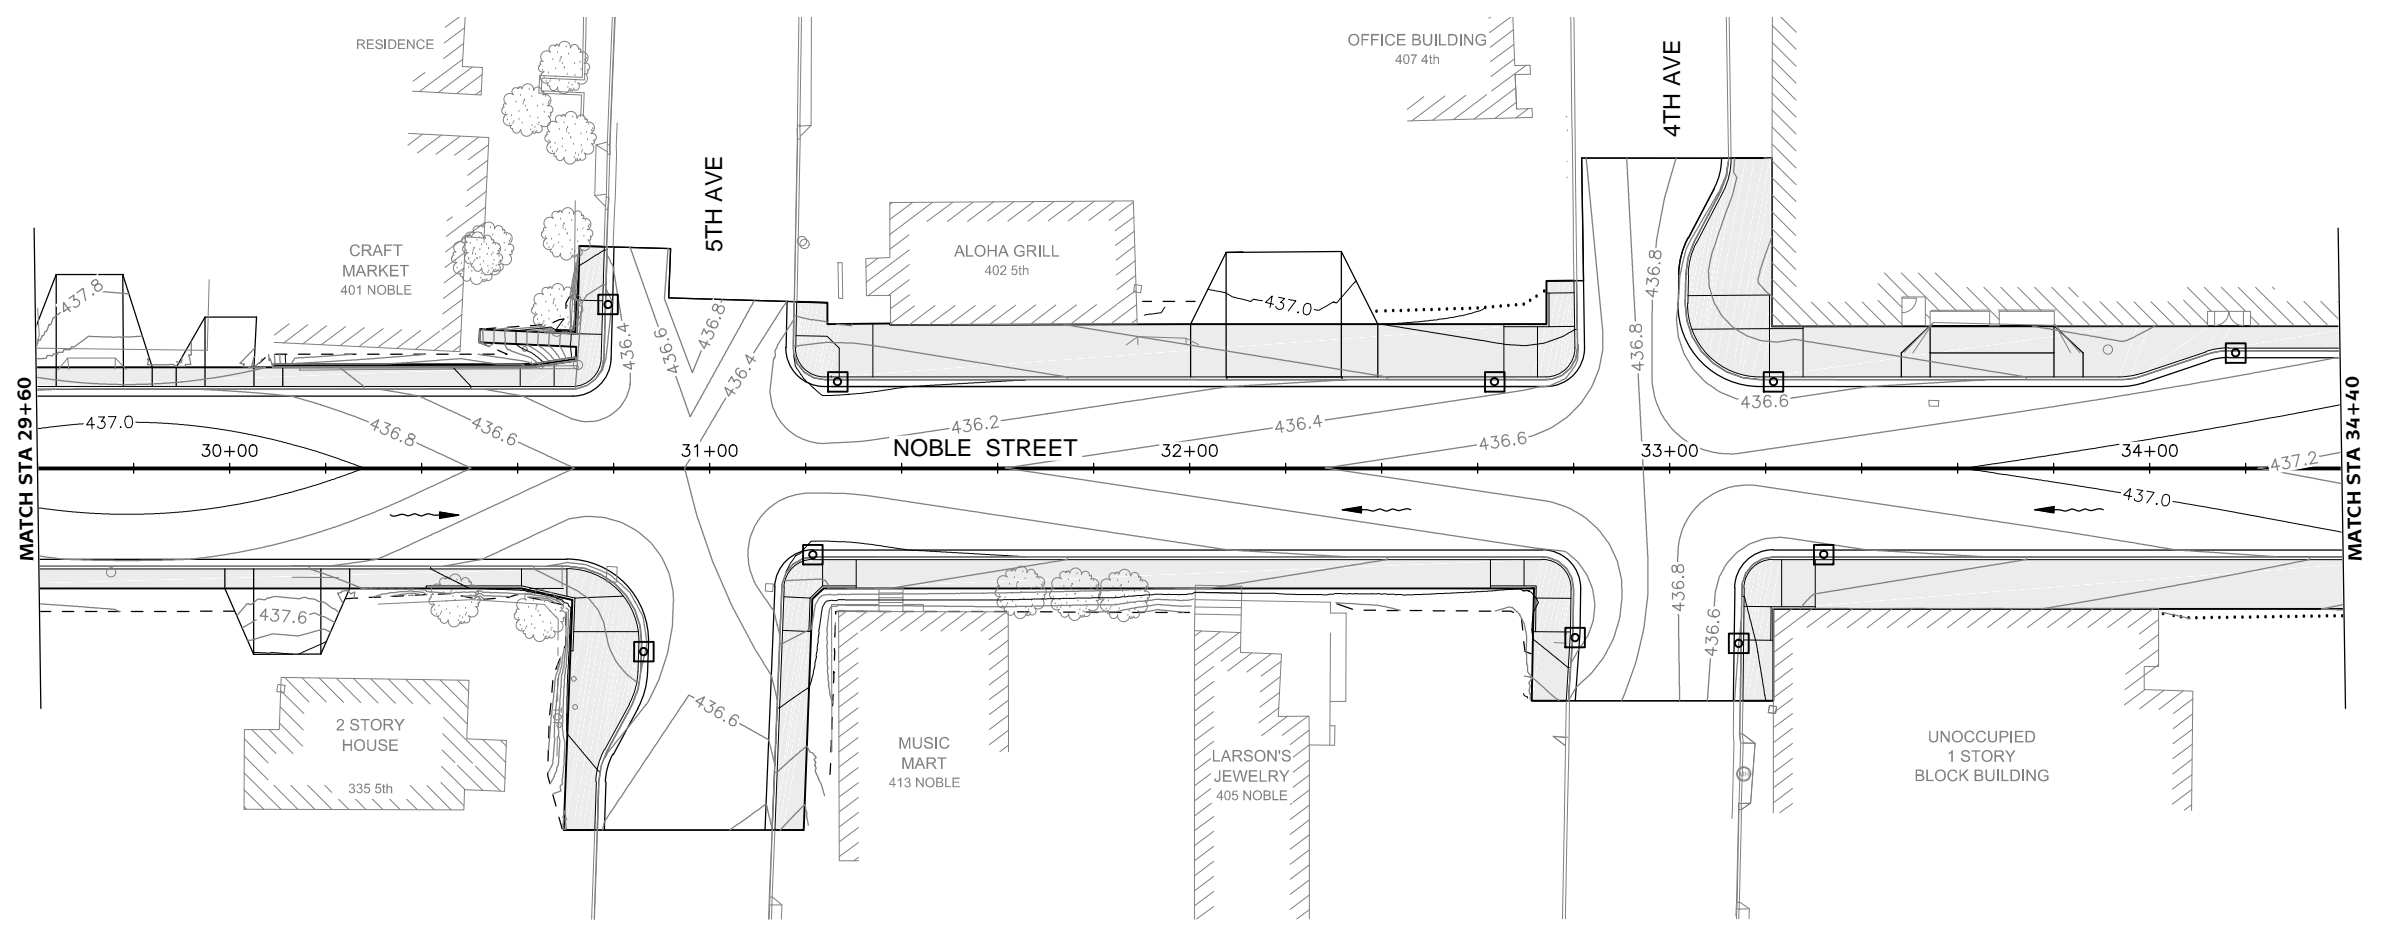 RESIDENCE
OFFICE BUILDING
407 4th
4TH AVE
5TH AVE
CRAFT
MARKET
401 NOBLE
ALOHA GRILL
402 5th
437.8
436.4
436.6
436.8
436.4
437.0
436.8
436.8
437.0
436.8
436.6
436.2
436.4
436.6
436.6
NOBLE STREET
30+00
31+00
32+00
33+00
34+00
437.2
MATCH STA 29+60
MATCH STA 34+40
437.0
437.6
436.8
436.6
436.6
2 STORY
HOUSE
335 5th
MUSIC
MART
413 NOBLE
LARSON'S
JEWELRY
405 NOBLE
UNOCCUPIED
1 STORY
BLOCK BUILDING